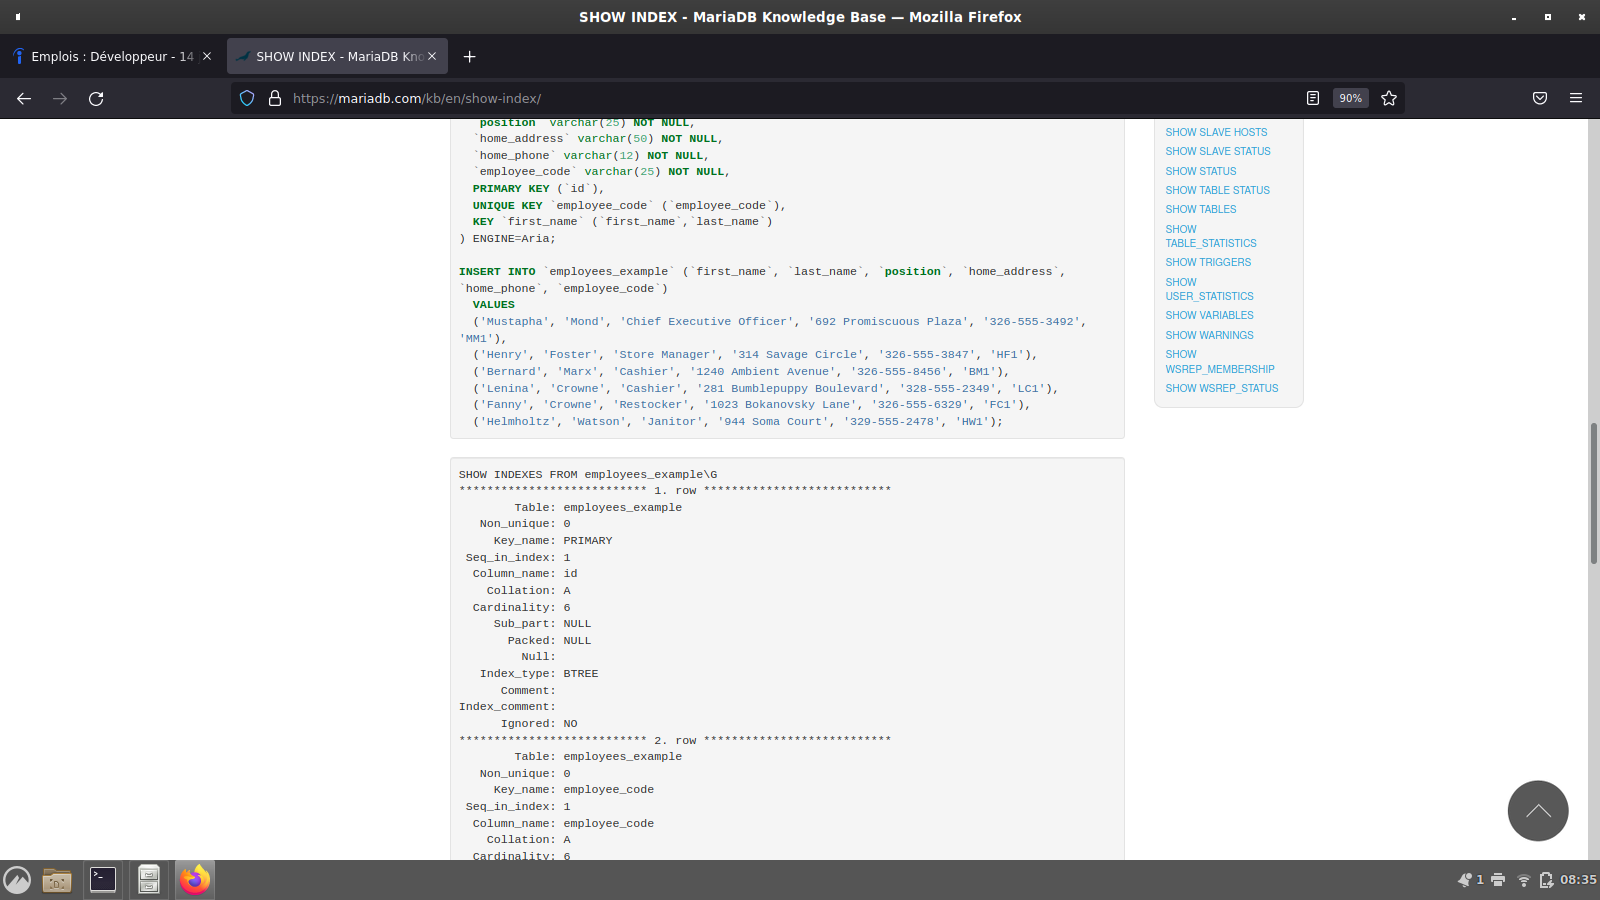 SHOW INDEX - MariaDB Knowledge Base — Mozilla Firefox
Emplois : Développeur - 14
SHOW INDEX - MariaDB Kno
https://mariadb.com/kb/en/show-index/
90%
`position` varchar(25) NOT NULL,
`home_address` varchar(50) NOT NULL,
`home_phone` varchar(12) NOT NULL,
`employee_code` varchar(25) NOT NULL,
PRIMARY KEY (`id`),
UNIQUE KEY `employee_code` (`employee_code`),
KEY `first_name` (`first_name`,`last_name`)
) ENGINE=Aria;
INSERT INTO `employees_example` (`first_name`, `last_name`, `position`, `home_address`,
`home_phone`, `employee_code`)
VALUES
('Mustapha', 'Mond', 'Chief Executive Officer', '692 Promiscuous Plaza', '326-555-3492',
'MM1'),
('Henry', 'Foster', 'Store Manager', '314 Savage Circle', '326-555-3847', 'HF1'),
('Bernard', 'Marx', 'Cashier', '1240 Ambient Avenue', '326-555-8456', 'BM1'),
('Lenina', 'Crowne', 'Cashier', '281 Bumblepuppy Boulevard', '328-555-2349', 'LC1'),
('Fanny', 'Crowne', 'Restocker', '1023 Bokanovsky Lane', '326-555-6329', 'FC1'),
('Helmholtz', 'Watson', 'Janitor', '944 Soma Court', '329-555-2478', 'HW1');
SHOW INDEXES FROM employees_example\G
*************************** 1. row ***************************
Table: employees_example
Non_unique: 0
Key_name: PRIMARY
Seq_in_index: 1
Column_name: id
Collation: A
Cardinality: 6
Sub_part: NULL
Packed: NULL
Null:
Index_type: BTREE
Comment:
Index_comment:
Ignored: NO
*************************** 2. row ***************************
Table: employees_example
Non_unique: 0
Key_name: employee_code
Seq_in_index: 1
Column_name: employee_code
Collation: A
Cardinality: 6
SHOW SLAVE HOSTS
SHOW SLAVE STATUS
SHOW STATUS
SHOW TABLE STATUS
SHOW TABLES
SHOW
TABLE_STATISTICS
SHOW TRIGGERS
SHOW
USER_STATISTICS
SHOW VARIABLES
SHOW WARNINGS
SHOW
WSREP_MEMBERSHIP
SHOW WSREP_STATUS
1
08:35